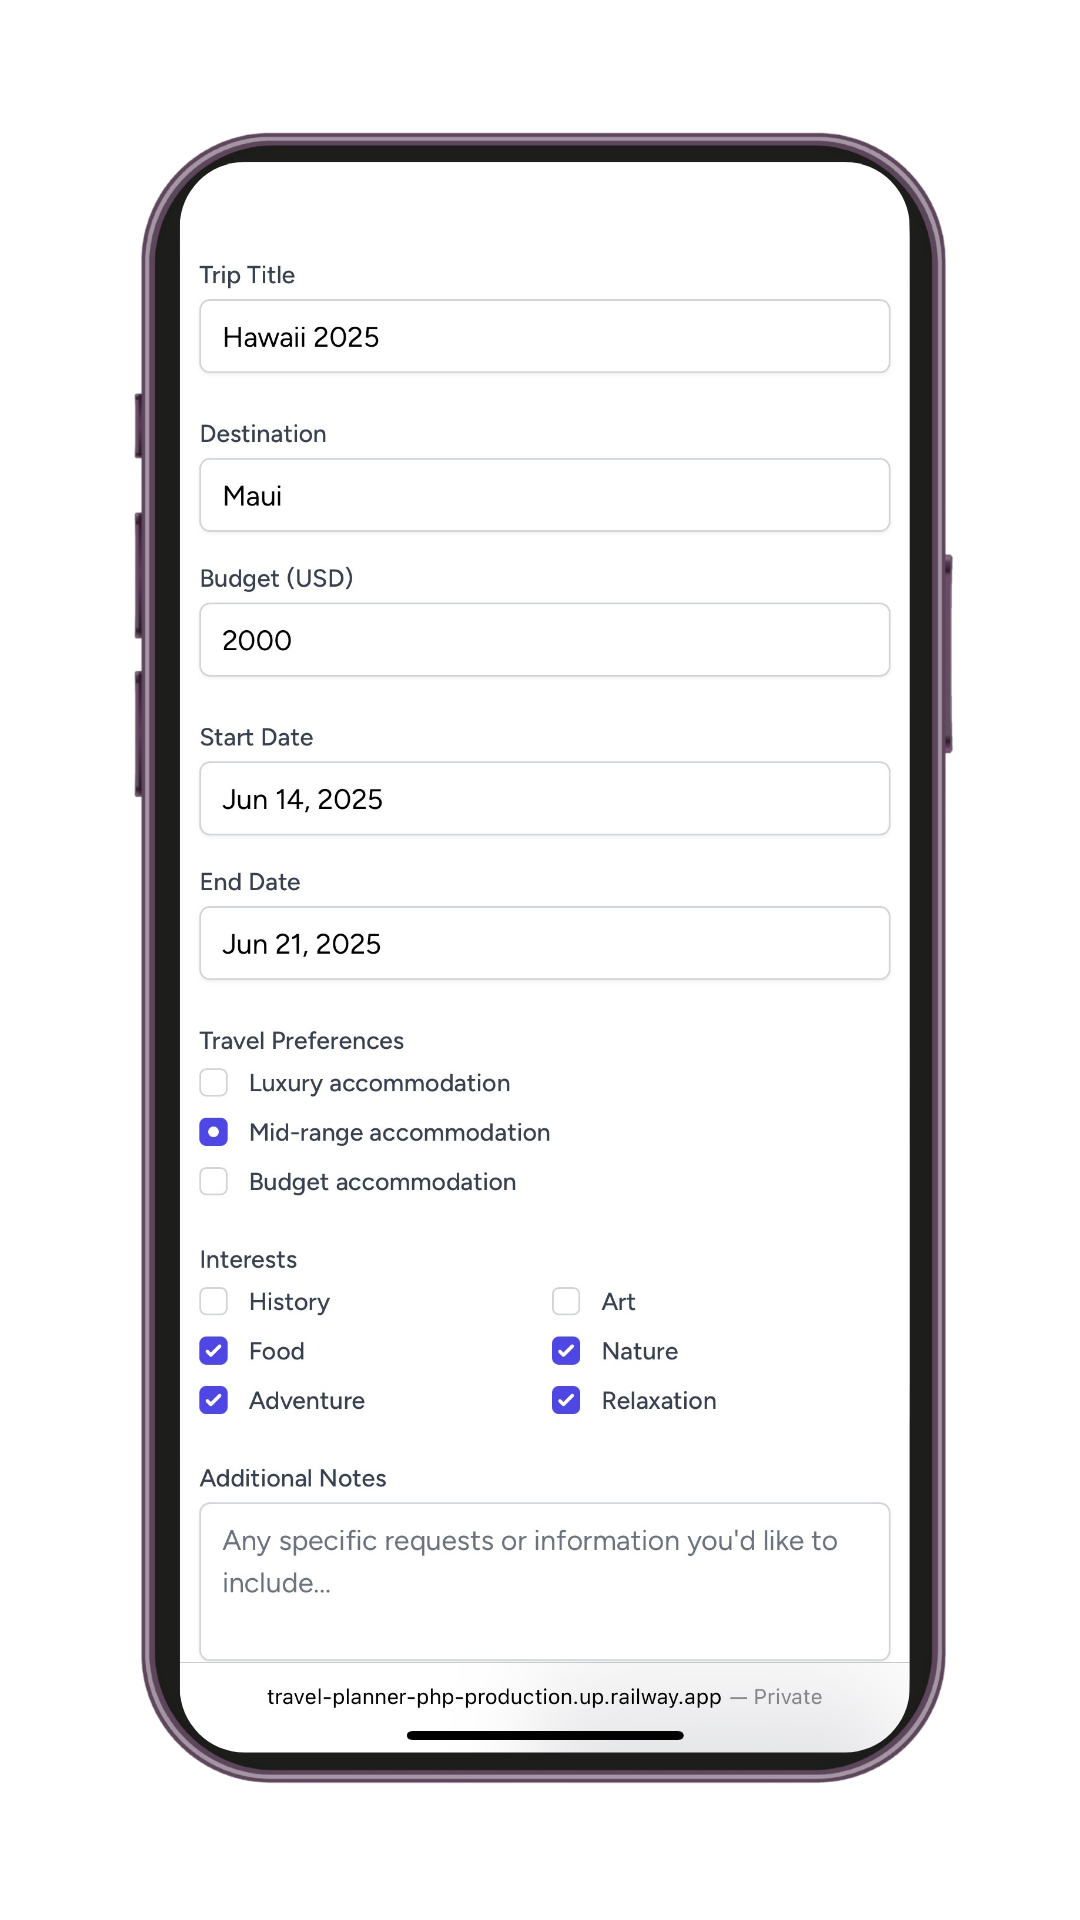 Trip Title
Hawaii 2025
Destination
Maui
Budget (USD)
2000
Start Date
Jun 14, 2025
End Date
Jun 21, 2025
Travel Preferences
Luxury accommodation
Mid-range accommodation
Budget accommodation
Interests
History
Art
Food
Nature
Adventure
Relaxation
Additional Notes
Any specific requests or information you'd like to
include...
travel-planner-php-production.up.railway.app — Private